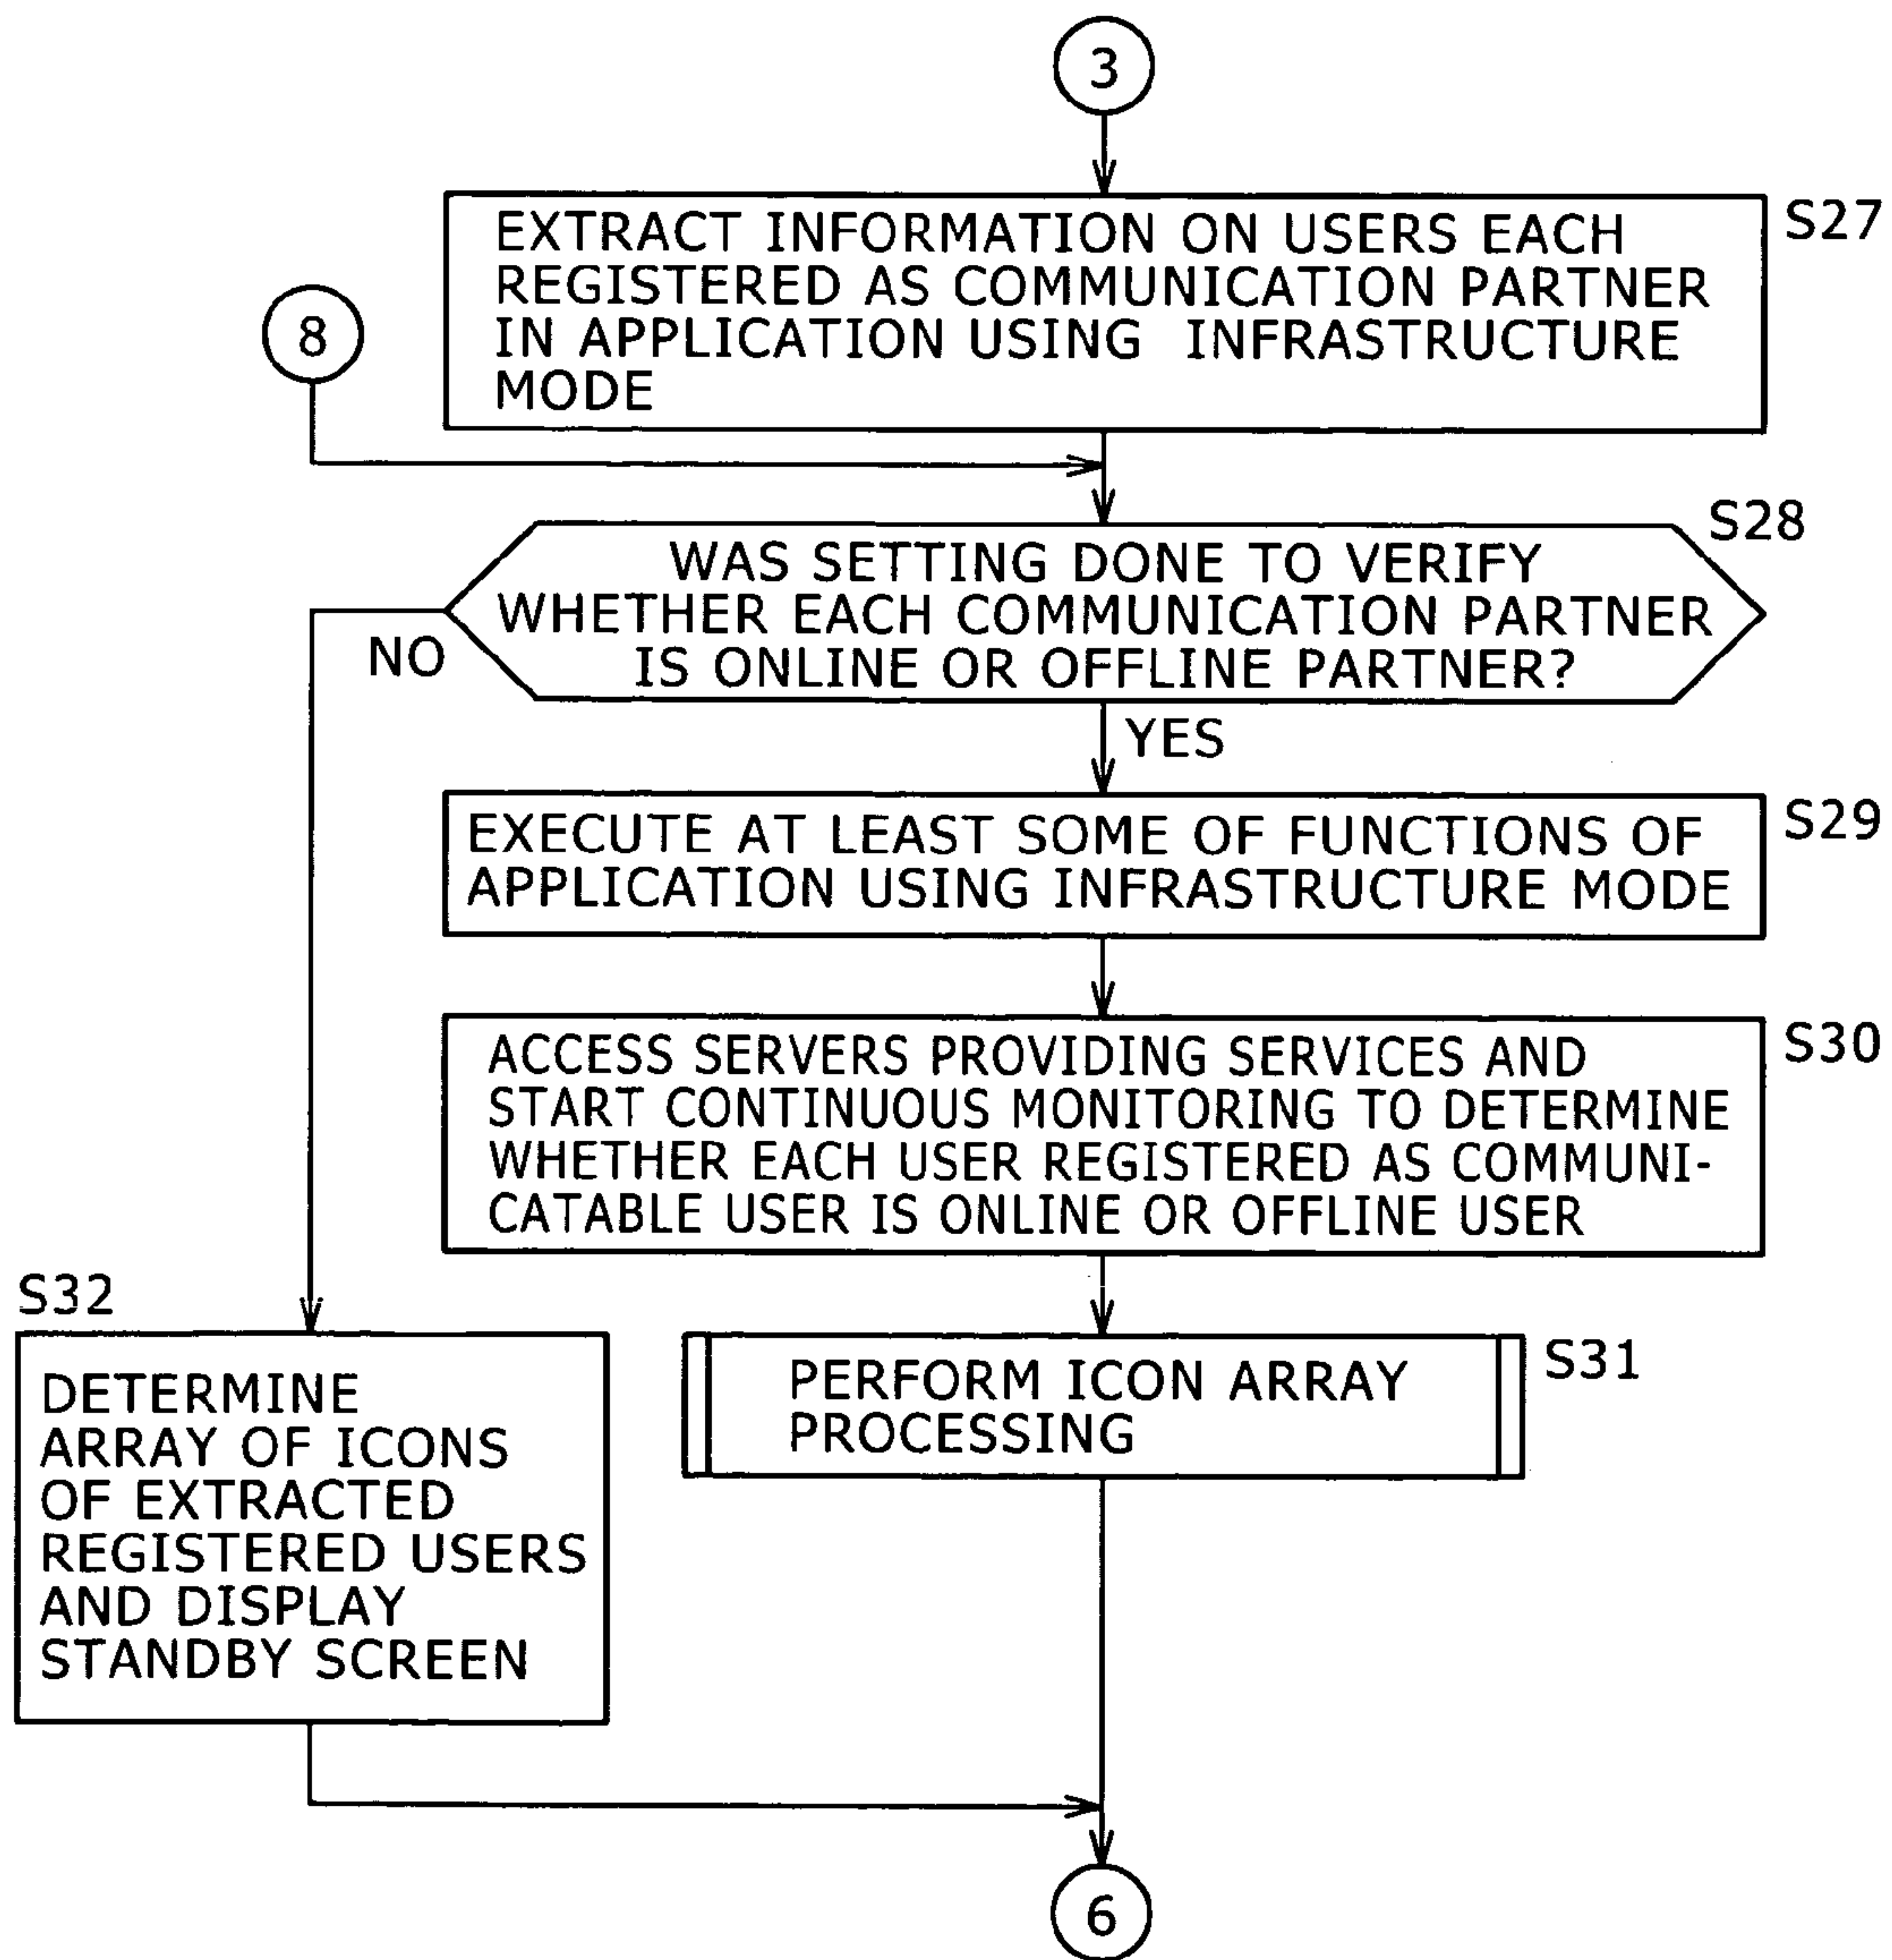 3
EXTRACT INFORMATION ON USERS EACH
REGISTERED AS COMMUNICATION PARTNER
IN APPLICATION USING INFRASTRUCTURE
MODE
S27
8
S28
WAS SETTING DONE TO VERIFY
WHETHER EACH COMMUNICATION PARTNER
IS ONLINE OR OFFLINE PARTNER?
NO
YES
EXECUTE AT LEAST SOME OF FUNCTIONS OF
APPLICATION USING INFRASTRUCTURE MODE
S29
ACCESS SERVERS PROVIDING SERVICES AND
START CONTINUOUS MONITORING TO DETERMINE
WHETHER EACH USER REGISTERED AS COMMUNI-
CATABLE USER IS ONLINE OR OFFLINE USER
S30
S32
DETERMINE
ARRAY OF ICONS
OF EXTRACTED
REGISTERED USERS
AND DISPLAY
STANDBY SCREEN
PERFORM ICON ARRAY
PROCESSING
S31
6